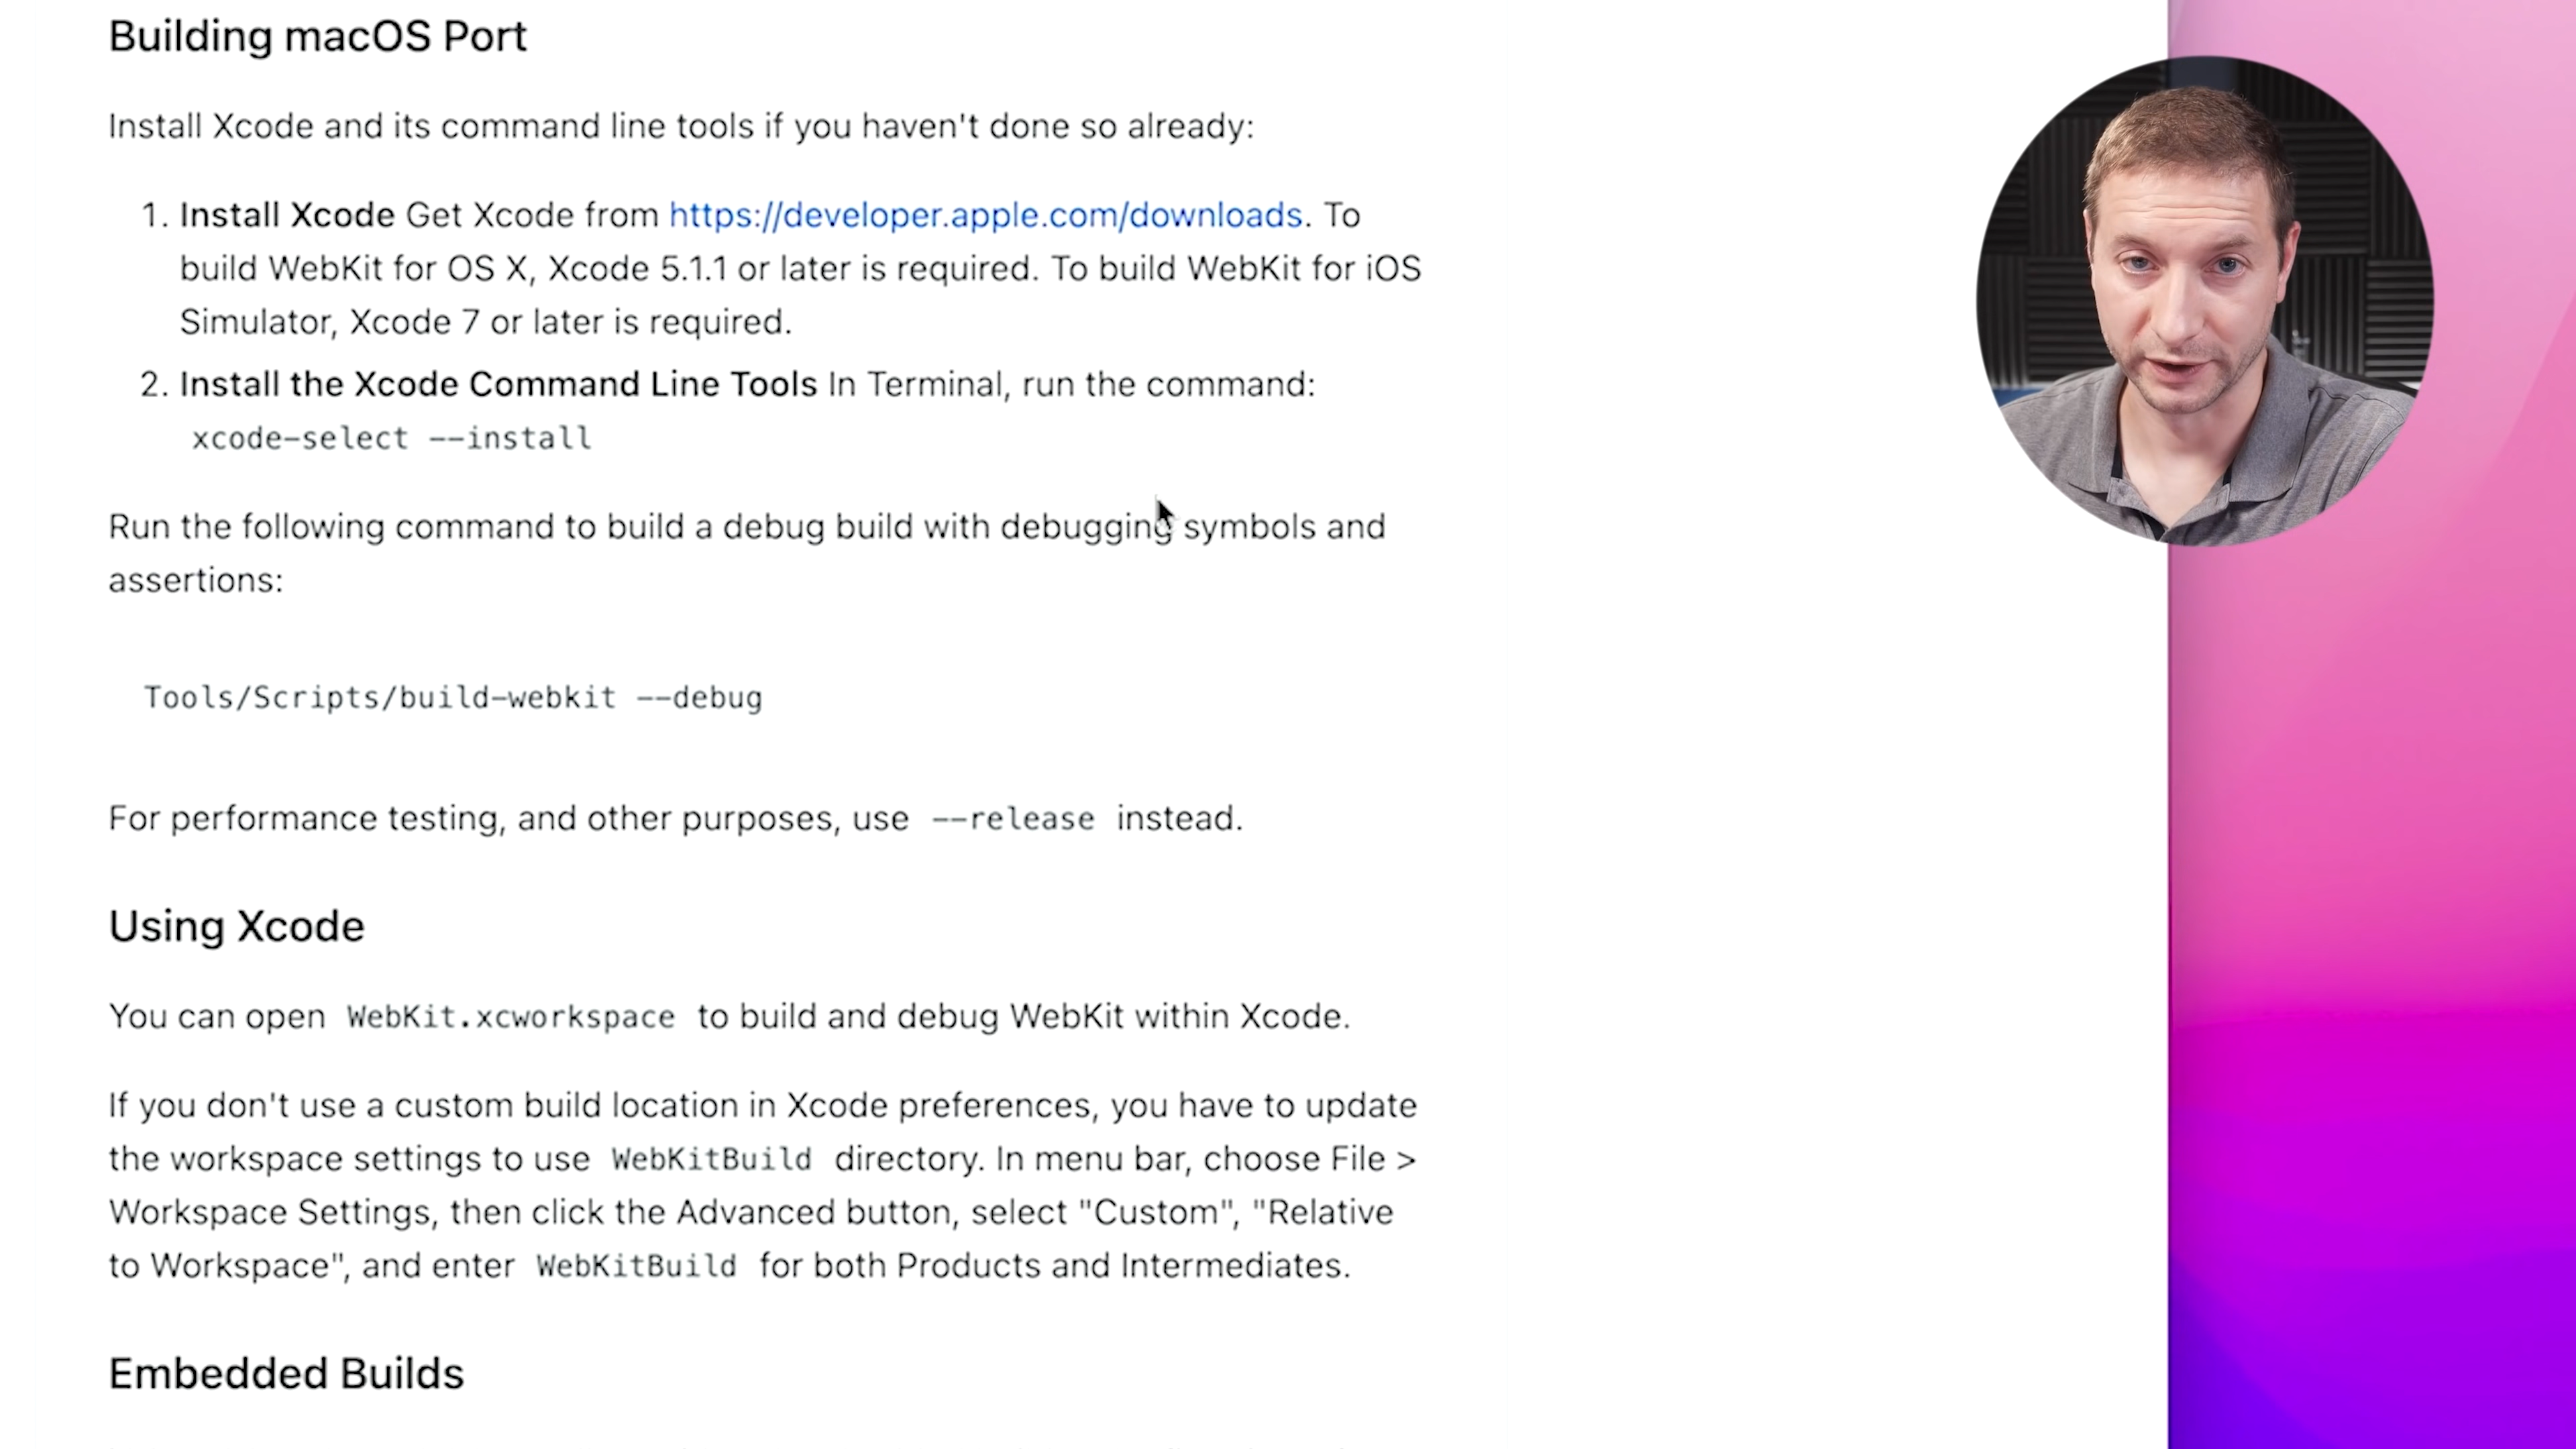 Building macOS Port
Install Xcode and its command line tools if you haven't done so already:
1. Install Xcode Get Xcode from https://developer.apple.com/downloads. To
build WebKit for OS X, Xcode 5.1.1 or later is required. To build WebKit for iOS
Simulator, Xcode 7 or later is required.
2. Install the Xcode Command Line Tools In Terminal, run the command:
xcode-select --install
Run the following command to build a debug build with debugging symbols and
assertions:
Tools/Scripts/build-webkit --debug
For performance testing, and other purposes, use --release instead.
Using Xcode
You can open WebKit.xcworkspace to build and debug WebKit within Xcode.
If you don't use a custom build location in Xcode preferences, you have to update
the workspace settings to use WebKitBuild directory. In menu bar, choose File >
Workspace Settings, then click the Advanced button, select "Custom", "Relative
to Workspace", and enter WebKitBuild for both Products and Intermediates.
Embedded Builds